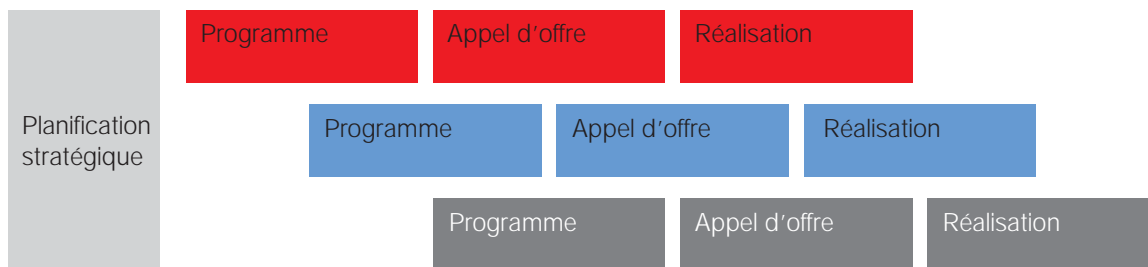 Planification
stratégique
Programme
Appel d’offre
Réalisation
Programme
Appel d’offre
Réalisation
Programme
Appel d’offre
Réalisation